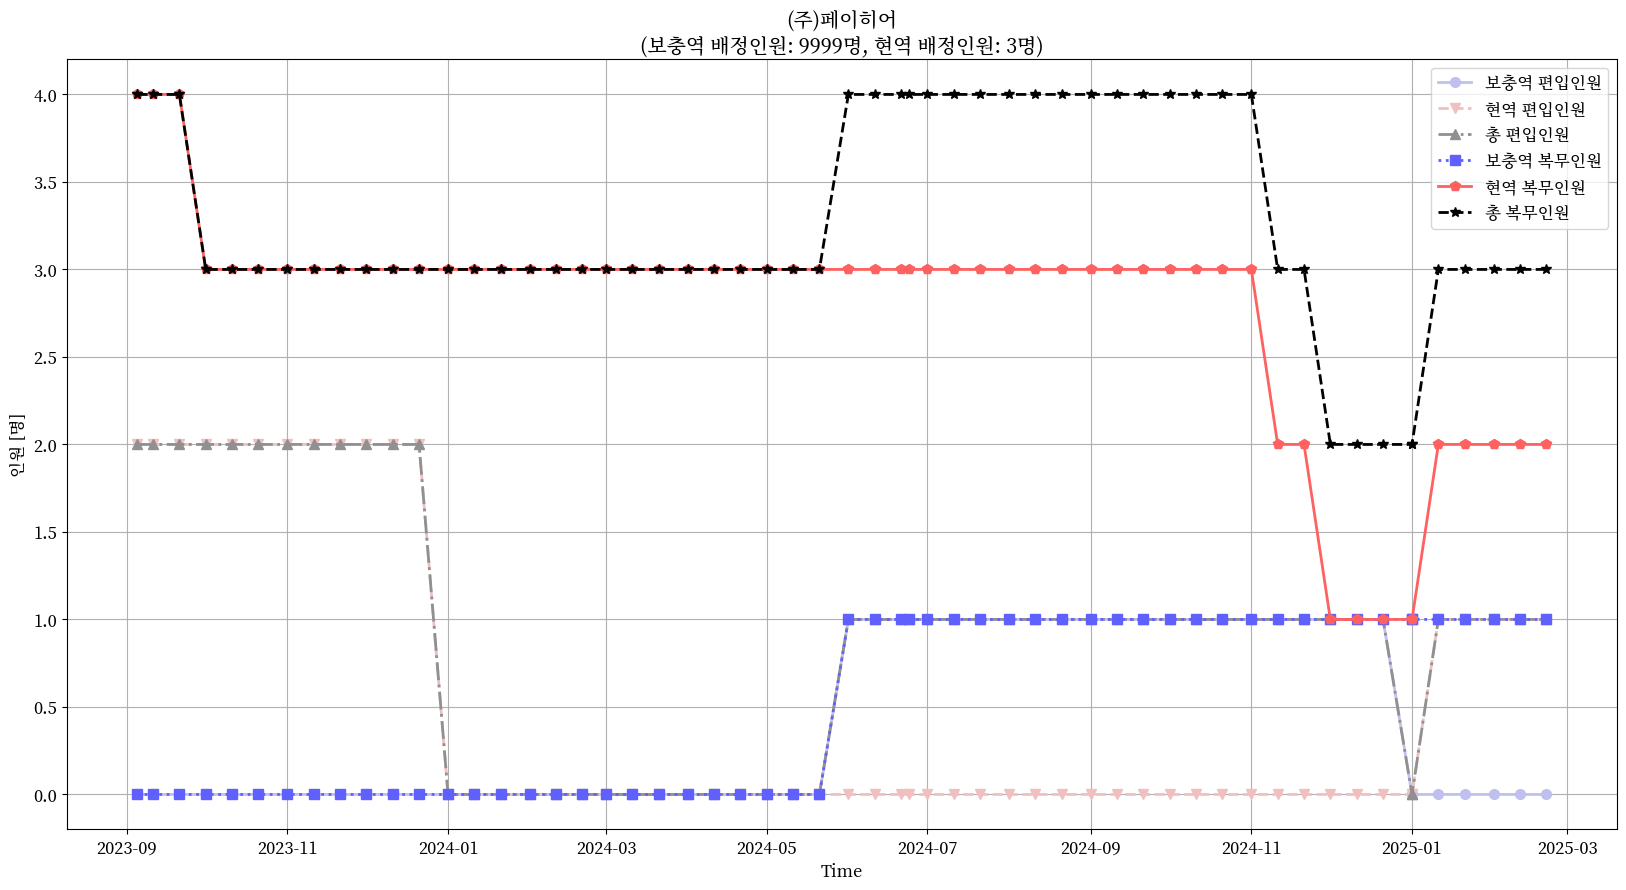 (주)페이히어
(보충역 배정인원: 9999명, 현역 배정인원: 3명)
보충역 편입인원
현역 편입인원
총 편입인원
보충역 복무인원
현역 복무인원
총 복무인원
인원 [명]
4.0
3.5
3.0
2.5
2.0
1.5
1.0
0.5
0.0
2023-09 2023-11 2024-01 2024-03 2024-05 2024-07 2024-09 2024-11 2025-01 2025-03
Time